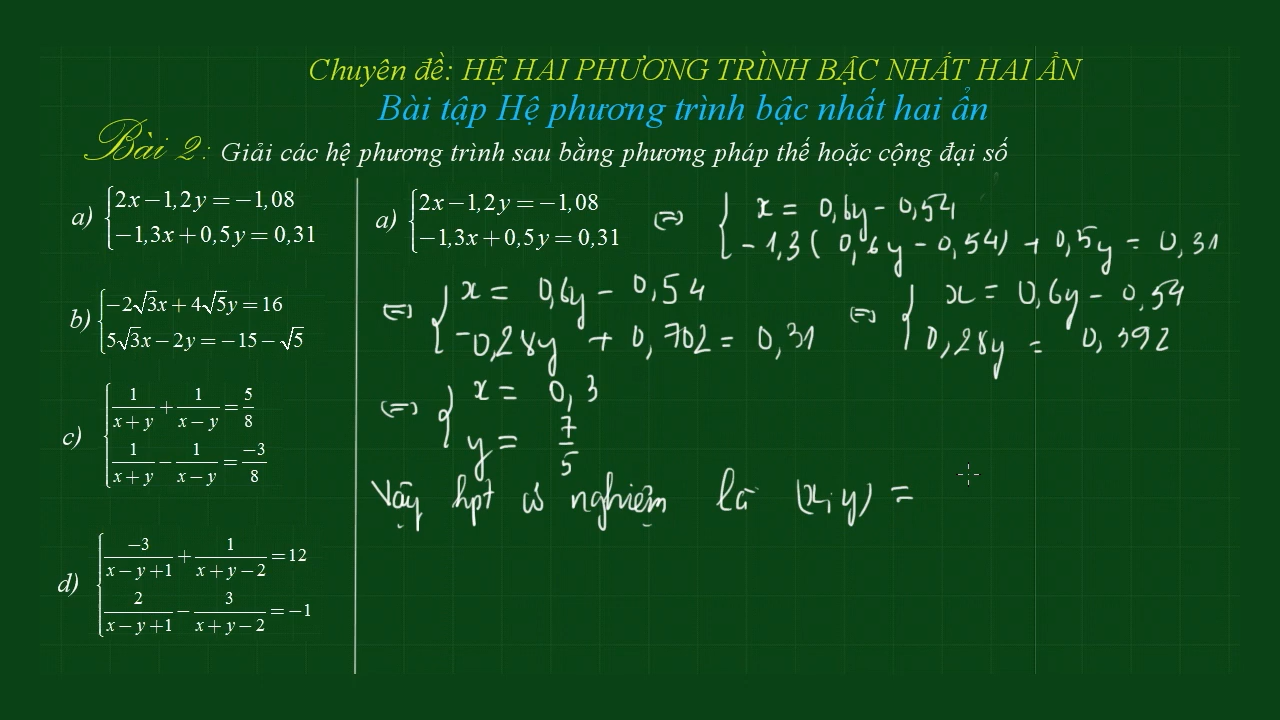 Chuyên đề: HỆ HAI PHƯƠNG TRÌNH BẬC NHẤT HAI ẨN
Bài tập Hệ phương trình bậc nhất hai ẩn
Bài 2: Giải các hệ phương trình sau bằng phương pháp thế hoặc cộng đại số
a) { 2x − 1,2y = −1,08
−1,3x + 0,5y = 0,31
b) { −2√3x + 4√5y = 16
5√3x − 2y = −15 − √5
c) { 1/(x + y) + 1/(x − y) = 5/8
1/(x + y) − 1/(x − y) = −3/8
d) { −3/(x − y + 1) + 1/(x + y − 2) = 12
2/(x − y + 1) − 3/(x + y − 2) = −1
a) { 2x − 1,2y = −1,08
−1,3x + 0,5y = 0,31
⇔ { x = 0,6y − 0,54
−1,3(0,6y − 0,54) + 0,5y = 0,31
⇔ { x = 0,6y − 0,54
−0,28y + 0,702 = 0,31
⇔ { x = 0,6y − 0,54
0,28y = 0,392
⇔ { x = 0,3
y = 7/5
Vậy hpt có nghiệm là (x; y) =